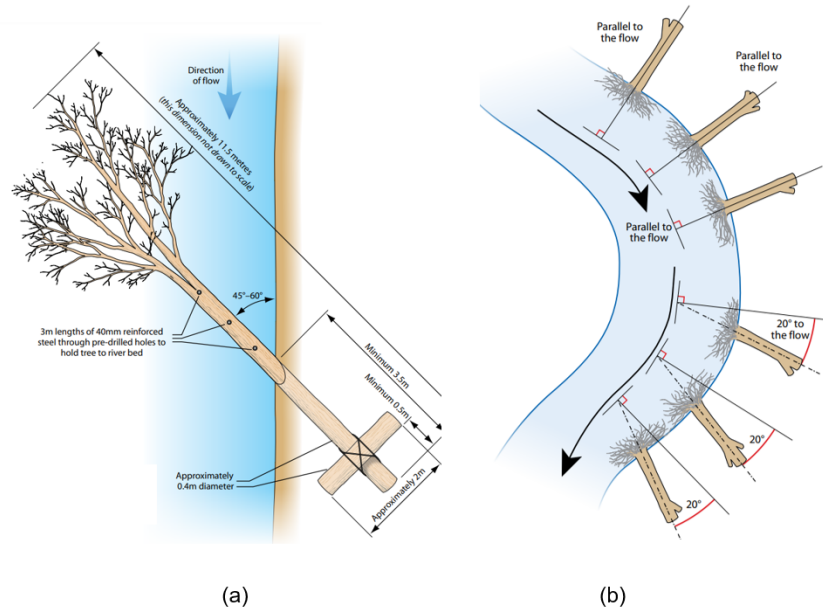 Direction
of flow
Approximately 11.5 metres
(this dimension not drawn to scale)
45°–60°
3m lengths of 40mm reinforced
steel through pre-drilled holes to
hold tree to river bed
Minimum 3.5m
Minimum 0.5m
Approximately
0.4m diameter
Approximately 2m
(a)
Parallel to
the flow
Parallel to
the flow
Parallel to
the flow
20° to
the flow
20°
20°
(b)